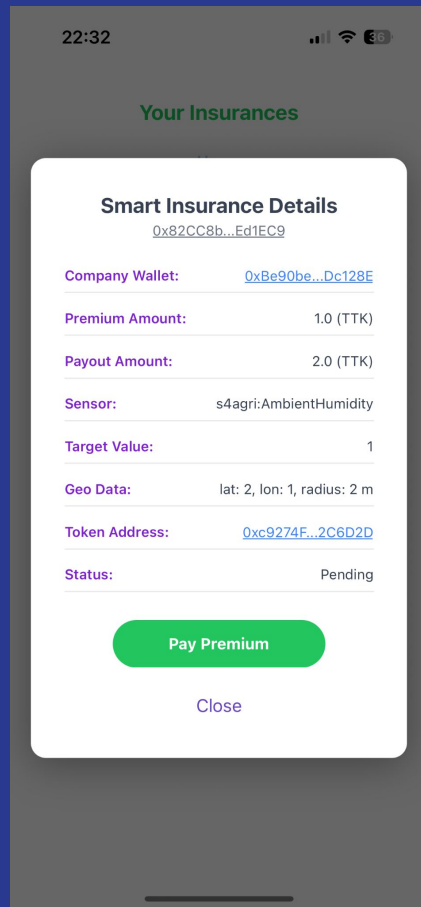 22:32
36
Your Insurances
Smart Insurance Details
0x82CC8b...Ed1EC9
Company Wallet: 0xBe90be...Dc128E
Premium Amount: 1.0 (TTK)
Payout Amount: 2.0 (TTK)
Sensor: s4agri:AmbientHumidity
Target Value: 1
Geo Data: lat: 2, lon: 1, radius: 2 m
Token Address: 0xc9274F...2C6D2D
Status: Pending
Pay Premium
Close